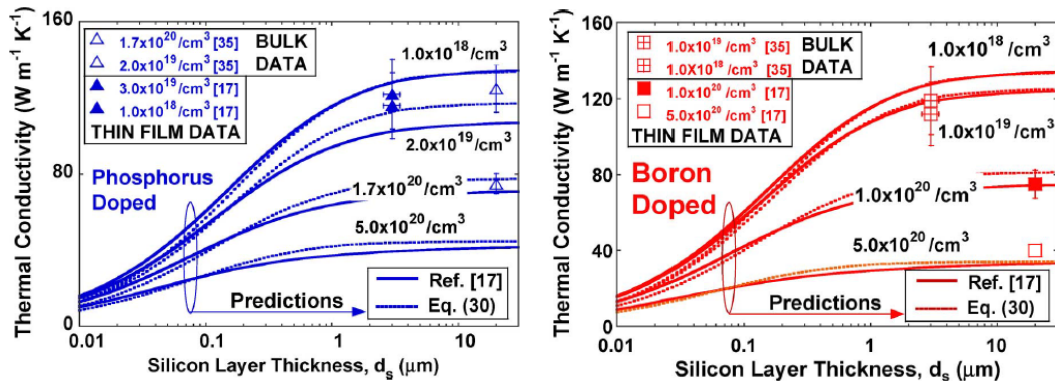 Thermal Conductivity (W m⁻¹ K⁻¹)
160
80
0
1.7x10²⁰/cm³ [35] BULK
2.0x10¹⁹/cm³ [35] DATA
3.0x10¹⁹/cm³ [17]
1.0x10¹⁸/cm³ [17]
THIN FILM DATA
1.0x10¹⁸/cm³
2.0x10¹⁹/cm³
Phosphorus
Doped
1.7x10²⁰/cm³
5.0x10²⁰/cm³
Ref. [17]
Eq. (30)
Predictions
0.01 0.1 1 10
Silicon Layer Thickness, dₛ (μm)
Thermal Conductivity (W m⁻¹ K⁻¹)
160
120
80
40
0
1.0x10¹⁹/cm³ [35] BULK
1.0X10¹⁸/cm³ [35] DATA
1.0x10²⁰/cm³ [17]
5.0x10²⁰/cm³ [17]
THIN FILM DATA
1.0x10¹⁸/cm³
1.0x10¹⁹/cm³
Boron
Doped
1.0x10²⁰/cm³
5.0x10²⁰/cm³
Ref. [17]
Eq. (30)
Predictions
0.01 0.1 1 10
Silicon Layer Thickness, dₛ (μm)